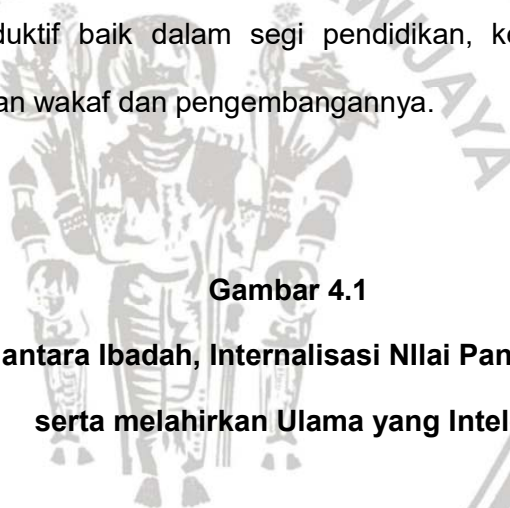 duktif baik dalam segi pendidikan, k
an wakaf dan pengembangannya.
WIJAYA
Gambar 4.1
antara Ibadah, Internalisasi NIlai Pan
serta melahirkan Ulama yang Intel